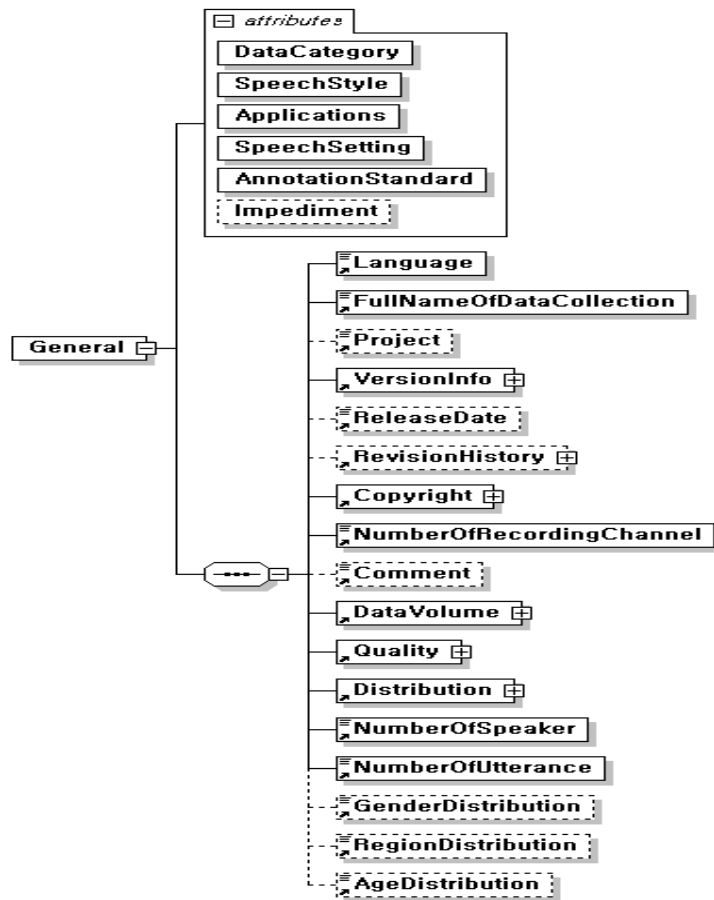 attributes
DataCategory
SpeechStyle
Applications
SpeechSetting
AnnotationStandard
Impediment
Language
FullNameOfDataCollection
Project
General
VersionInfo
ReleaseDate
RevisionHistory
Copyright
NumberOfRecordingChannel
Comment
DataVolume
Quality
Distribution
NumberOfSpeaker
NumberOfUtterance
GenderDistribution
RegionDistribution
AgeDistribution